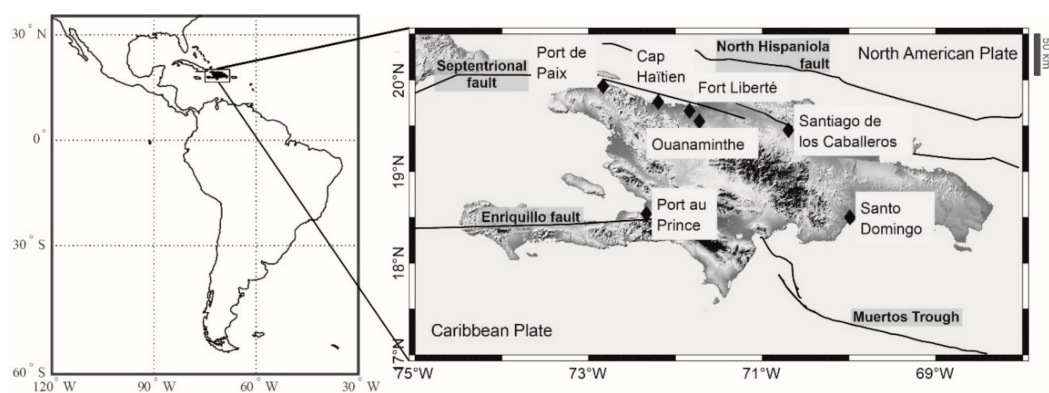 30° N
0°
30° S
60° S
120° W
90° W
60° W
30° W
Septentrional
fault
Port de
Paix
Cap
Haïtien
North Hispaniola
fault
North American Plate
Fort Liberté
Ouanaminthe
Santiago de
los Caballeros
Enriquillo fault
Port au
Prince
Santo
Domingo
Muertos Trough
Caribbean Plate
20°N
19°N
18°N
17°N
75°W
73°W
71°W
69°W
50 km